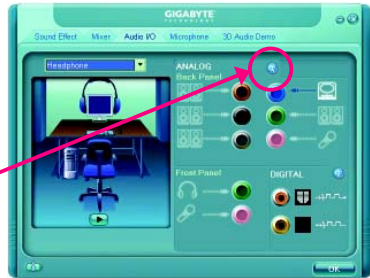 GIGABYTE
TECHNOLOGY
Sound Effect Mixer Audio I/O Microphone 3D Audio Demo
Headphone
ANALOG
Back Panel
Front Panel
DIGITAL
OK